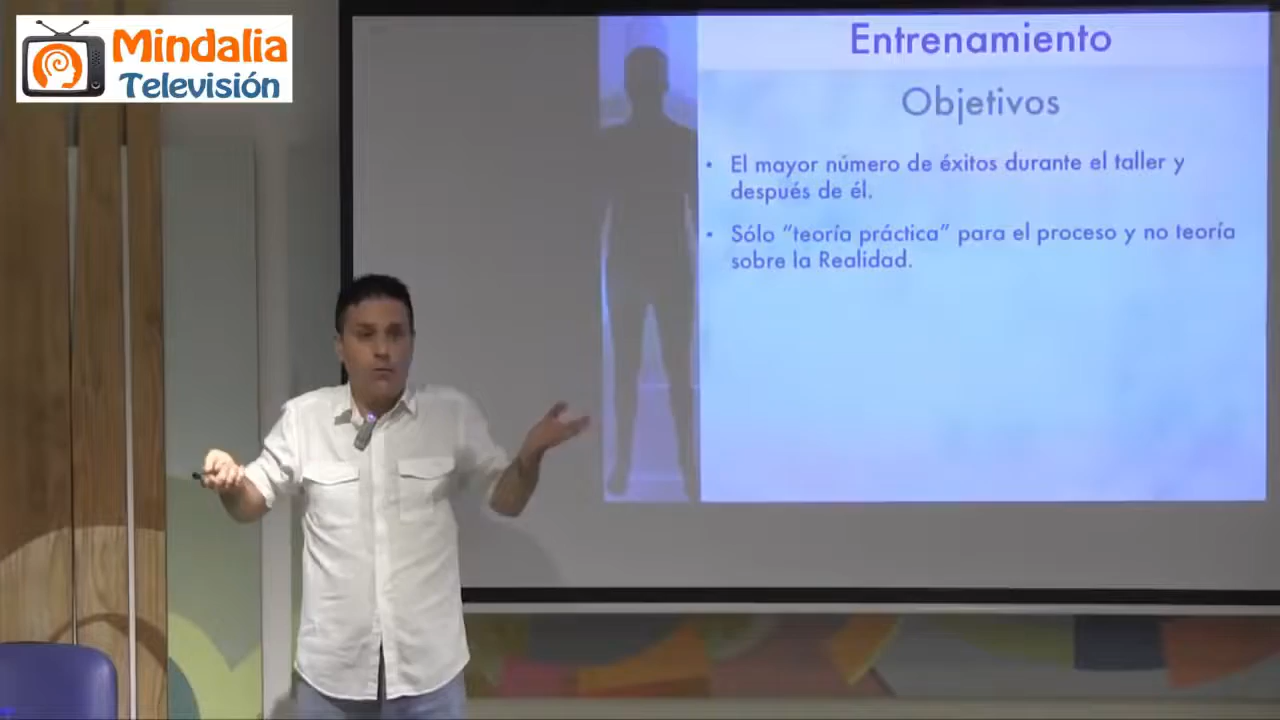 Mindalia
Televisión
Entrenamiento
Objetivos
• El mayor número de éxitos durante el taller y
después de él.
• Sólo “teoría práctica” para el proceso y no teoría
sobre la Realidad.